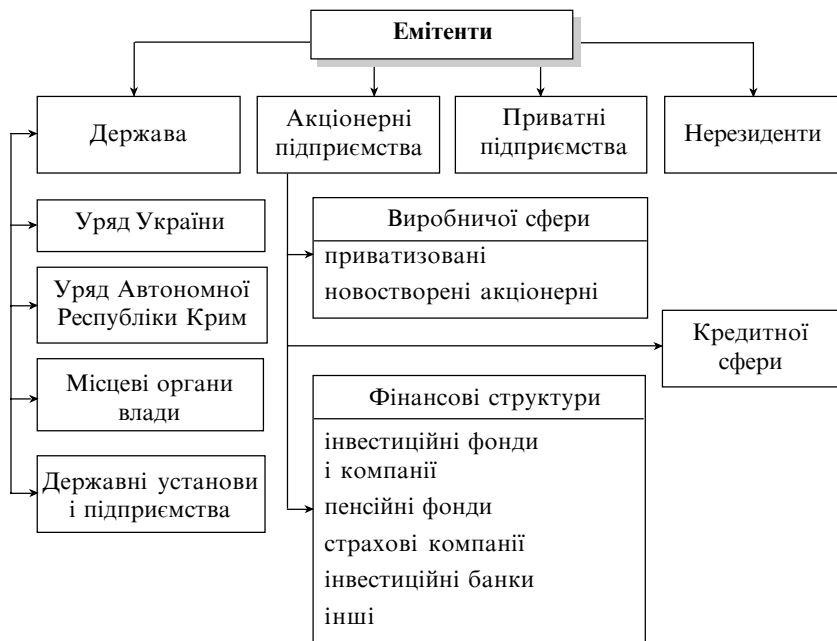 Емітенти
Держава
Акціонерні
підприємства
Приватні
підприємства
Нерезиденти
Уряд України
Уряд Автономної
Республіки Крим
Місцеві органи
влади
Державні установи
і підприємства
Виробничої сфери
приватизовані
новостворені акціонерні
Кредитної
сфери
Фінансові структури
інвестиційні фонди
і компанії
пенсійні фонди
страхові компанії
інвестиційні банки
інші